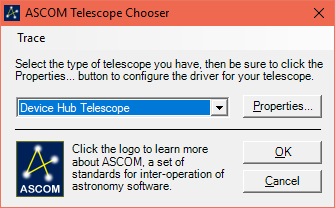 ASCOM Telescope Chooser
Trace
Select the type of telescope you have, then be sure to click the
Properties... button to configure the driver for your telescope.
Device Hub Telescope
Properties...
Click the logo to learn more
about ASCOM, a set of
standards for inter-operation of
astronomy software.
ASCOM
OK
Cancel